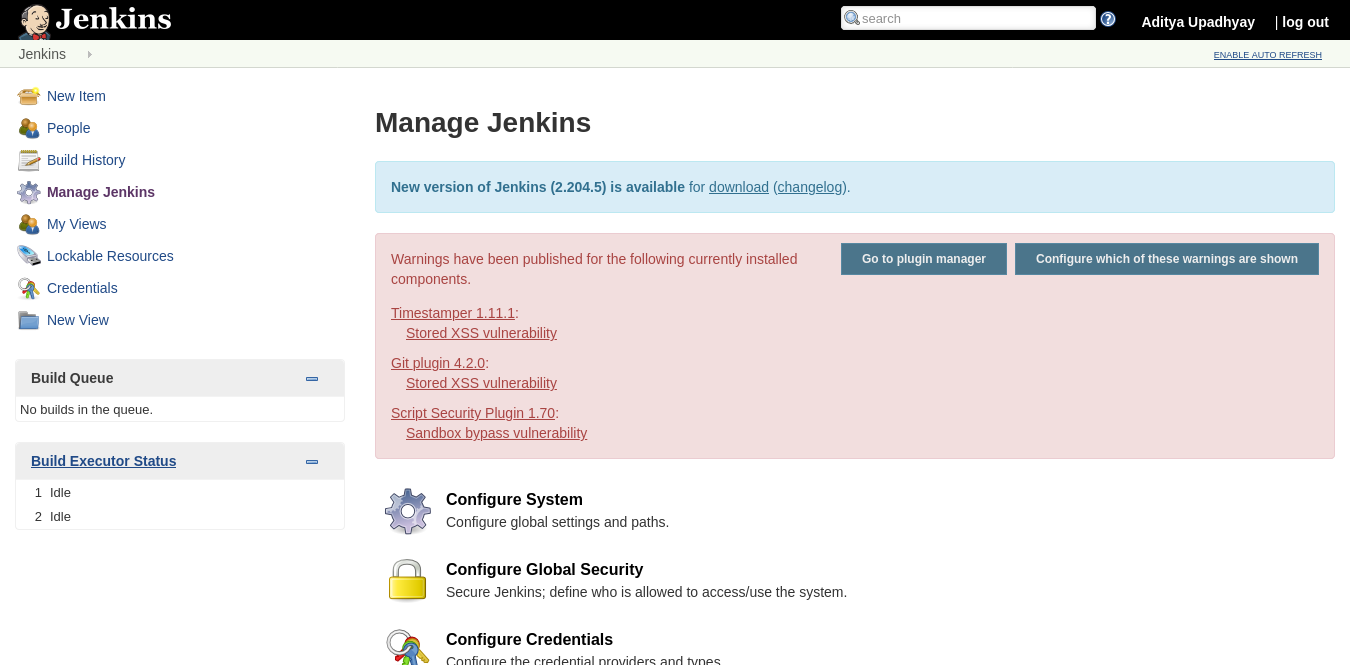 Jenkins
search
?
Aditya Upadhyay
| log out
Jenkins
ENABLE AUTO REFRESH
New Item
People
Build History
Manage Jenkins
My Views
Lockable Resources
Credentials
New View
Build Queue
No builds in the queue.
Build Executor Status
1 Idle
2 Idle
Manage Jenkins
New version of Jenkins (2.204.5) is available for download (changelog).
Warnings have been published for the following currently installed
components.
Go to plugin manager
Configure which of these warnings are shown
Timestamper 1.11.1:
Stored XSS vulnerability
Git plugin 4.2.0:
Stored XSS vulnerability
Script Security Plugin 1.70:
Sandbox bypass vulnerability
Configure System
Configure global settings and paths.
Configure Global Security
Secure Jenkins; define who is allowed to access/use the system.
Configure Credentials
Configure the credential providers and types